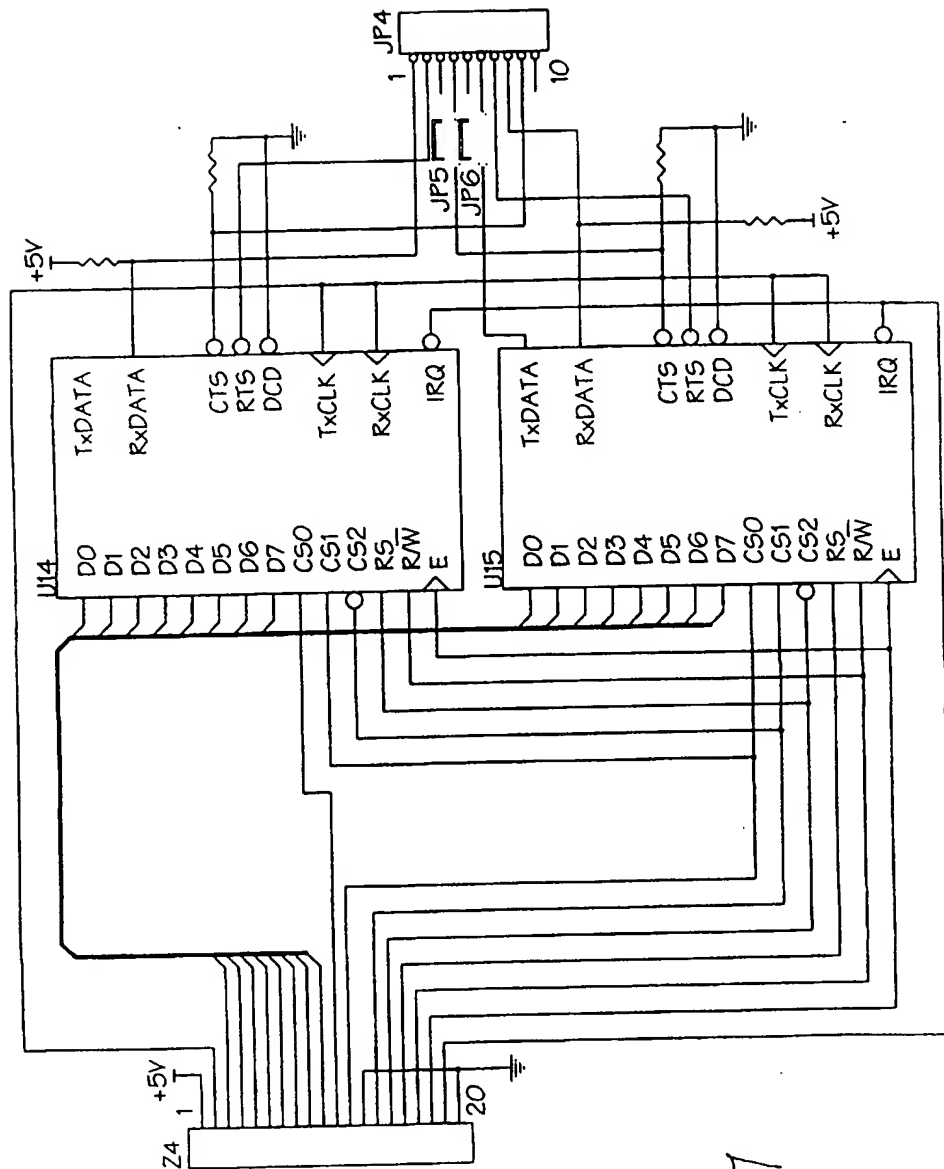 JP4
1
10
JP5
JP6
+5V
+5V
U14
TxDATA
RxDATA
CTS
RTS
DCD
TxCLK
RxCLK
IRQ
D0
D1
D2
D3
D4
D5
D6
D7
CS0
CS1
CS2
RS
R/W
E
U15
TxDATA
RxDATA
CTS
RTS
DCD
TxCLK
RxCLK
IRQ
D0
D1
D2
D3
D4
D5
D6
D7
CS0
CS1
CS2
RS
R/W
E
+5V
1
20
Z4